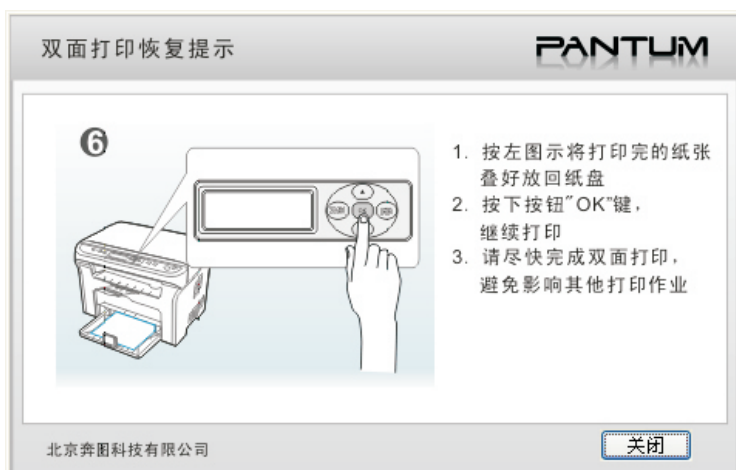 双面打印恢复提示
PANTUM
6
1. 按左图示将打印完的纸张
叠好放回纸盘
2. 按下按钮"OK"键，
继续打印
3. 请尽快完成双面打印，
避免影响其他打印作业
北京奔图科技有限公司
关闭